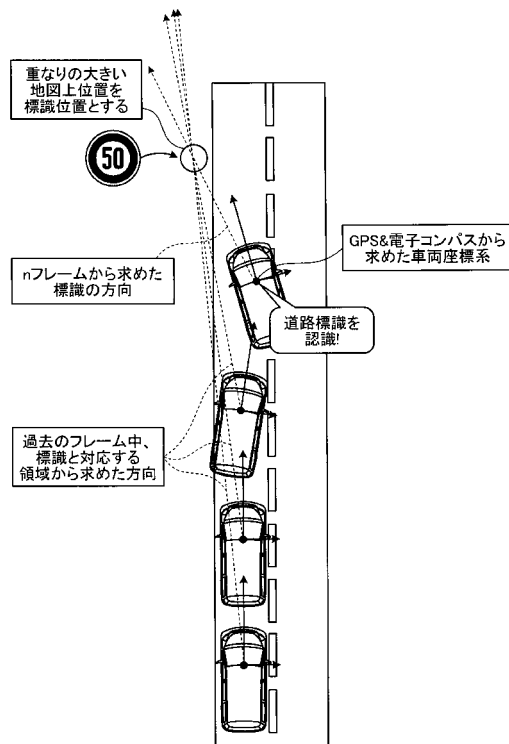 重なりの大きい
地図上位置を
標識位置とする
50
GPS&電子コンパスから
求めた車両座標系
nフレームから求めた
標識の方向
道路標識を
認識!
過去のフレーム中、
標識と対応する
領域から求めた方向